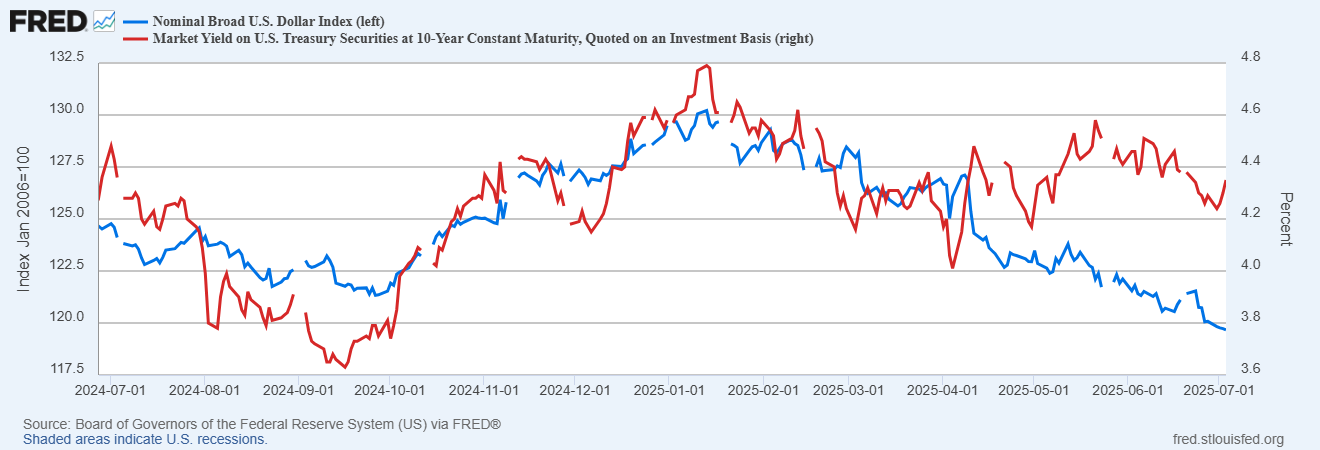 FRED
Nominal Broad U.S. Dollar Index (left)
Market Yield on U.S. Treasury Securities at 10-Year Constant Maturity, Quoted on an Investment Basis (right)
132.5
130.0
127.5
125.0
122.5
120.0
117.5
Index Jan 2006=100
4.8
4.6
4.4
4.2
4.0
3.8
3.6
Percent
2024-07-01 2024-08-01 2024-09-01 2024-10-01 2024-11-01 2024-12-01 2025-01-01 2025-02-01 2025-03-01 2025-04-01 2025-05-01 2025-06-01 2025-07-01
Source: Board of Governors of the Federal Reserve System (US) via FRED®
Shaded areas indicate U.S. recessions.
fred.stlouisfed.org